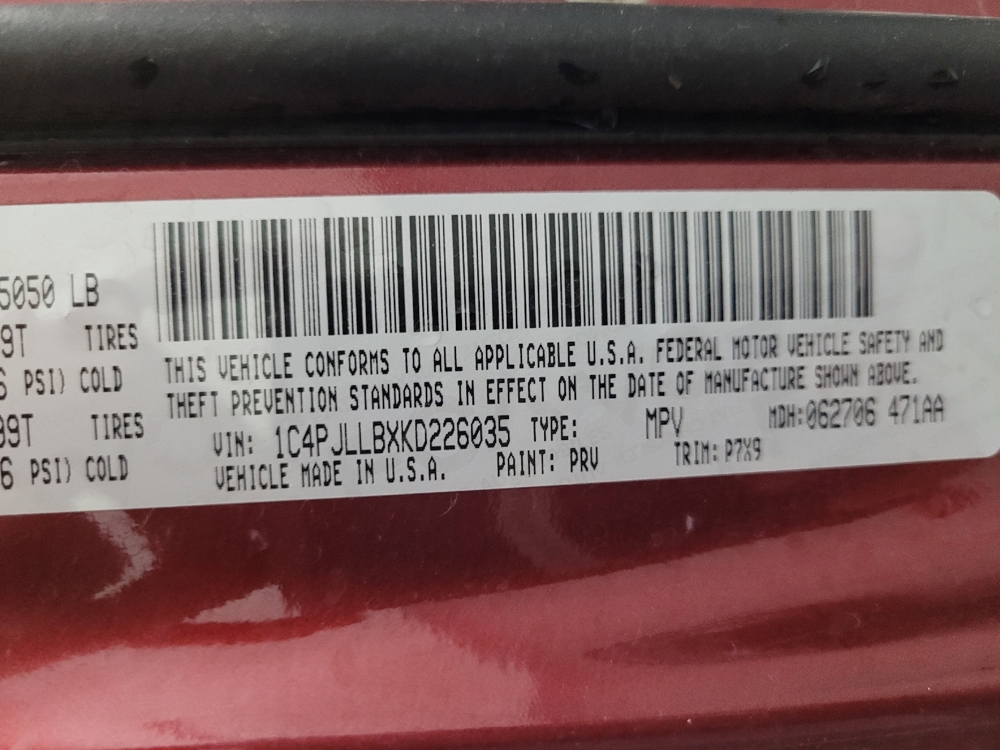 5050 LB
9T TIRES
6 PSI) COLD
99T TIRES
6 PSI) COLD
THIS VEHICLE CONFORMS TO ALL APPLICABLE U.S.A. FEDERAL MOTOR VEHICLE SAFETY AND
THEFT PREVENTION STANDARDS IN EFFECT ON THE DATE OF MANUFACTURE SHOWN ABOVE.
VIN: 1C4PJLLBXKD226035 TYPE: MPV MDH:062706 471AA
VEHICLE MADE IN U.S.A. PAINT: PRV TRIM: P7X9